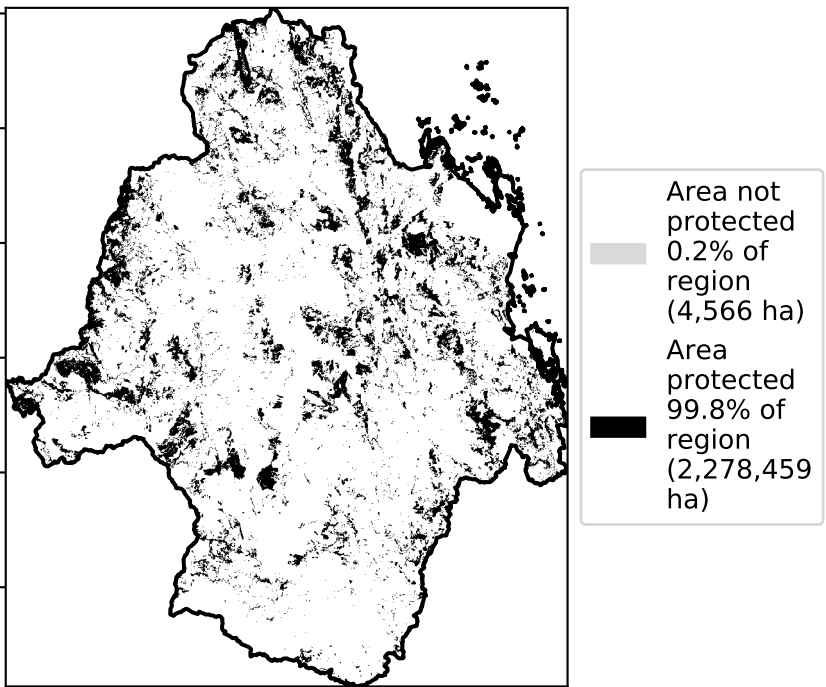 Area not
protected
0.2% of
region
(4,566 ha)
Area
protected
99.8% of
region
(2,278,459
ha)